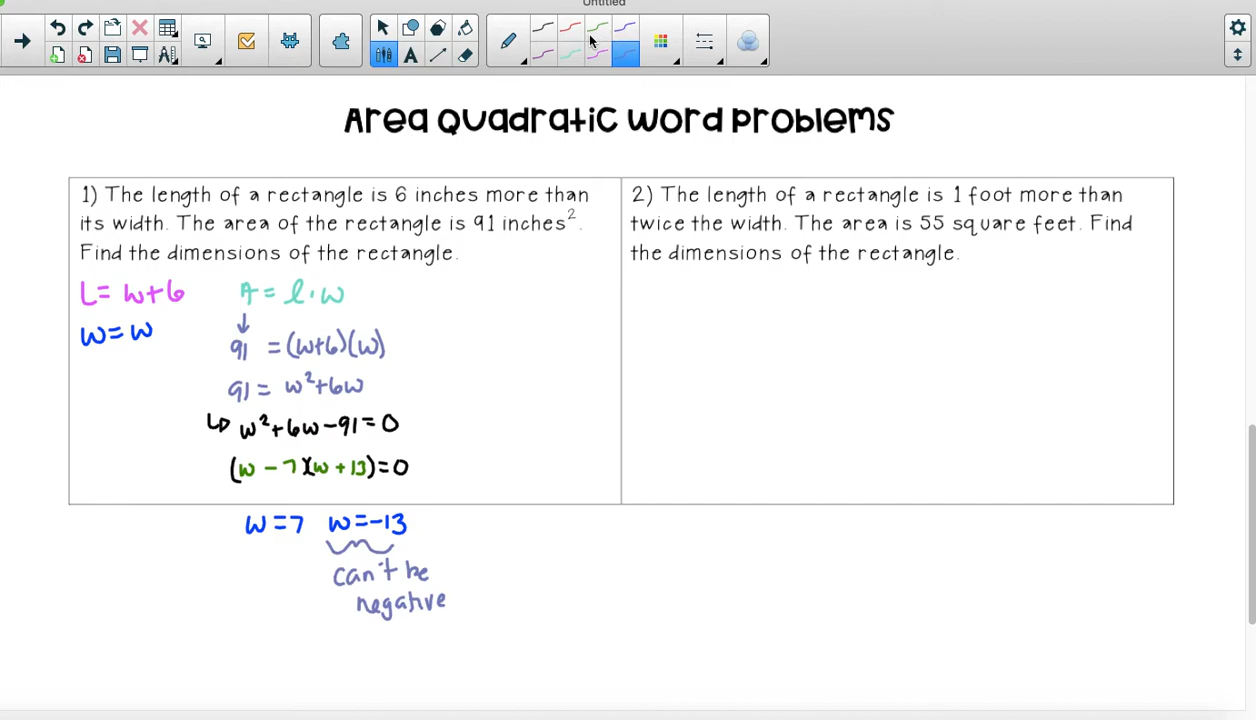 Untitled
Area Quadratic Word Problems
1) The length of a rectangle is 6 inches more than
its width. The area of the rectangle is 91 inches².
Find the dimensions of the rectangle.
L = w+6
w = w
A = l · w
91 = (w+6)(w)
91 = w²+6w
↳ w²+6w-91=0
(w-7)(w+13)=0
w=7 w=-13
can't be
negative
2) The length of a rectangle is 1 foot more than
twice the width. The area is 55 square feet. Find
the dimensions of the rectangle.